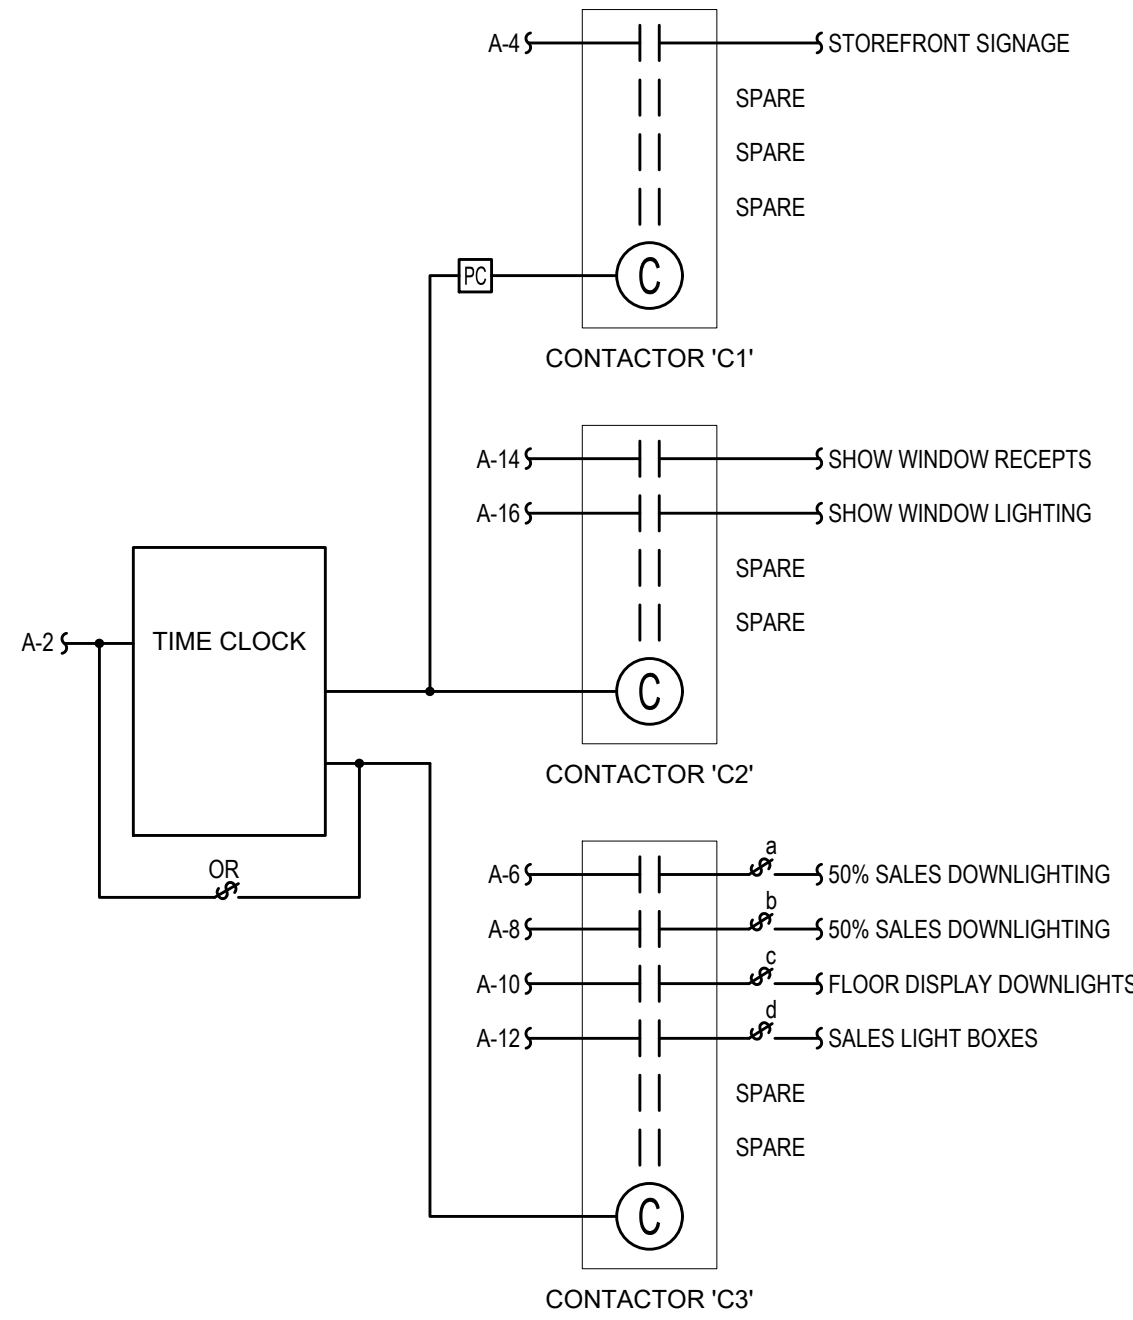 A-4 STOREFRONT SIGNAGE
SPARE
SPARE
SPARE
PC C
CONTACTOR 'C1'
A-14 SHOW WINDOW RECEPTS
A-16 SHOW WINDOW LIGHTING
SPARE
SPARE
A-2 TIME CLOCK
C
CONTACTOR 'C2'
OR
a
A-6 50% SALES DOWNLIGHTING
b
A-8 50% SALES DOWNLIGHTING
c
A-10 FLOOR DISPLAY DOWNLIGHTS
d
A-12 SALES LIGHT BOXES
SPARE
SPARE
C
CONTACTOR 'C3'